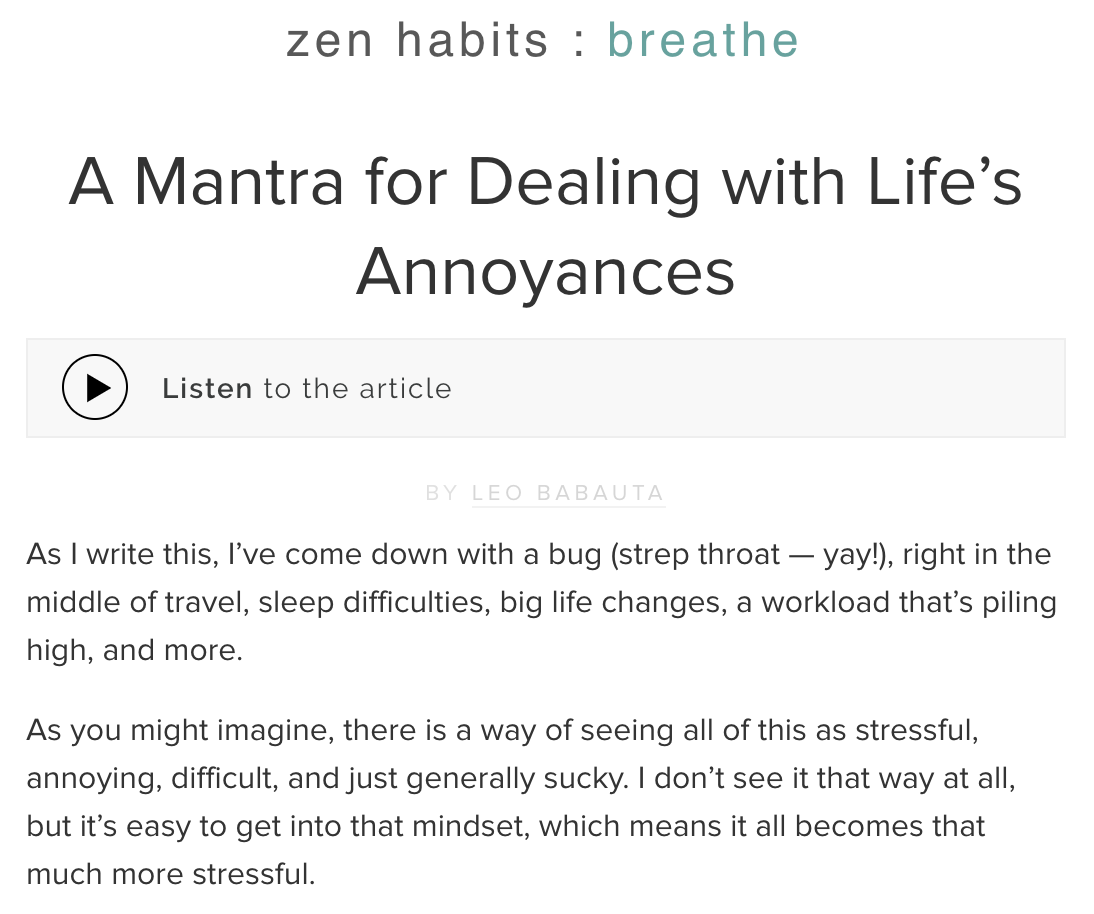 zen habits : breathe
A Mantra for Dealing with Life’s
Annoyances
Listen to the article
BY LEO BABAUTA
As I write this, I’ve come down with a bug (strep throat — yay!), right in the
middle of travel, sleep difficulties, big life changes, a workload that’s piling
high, and more.
As you might imagine, there is a way of seeing all of this as stressful,
annoying, difficult, and just generally sucky. I don’t see it that way at all,
but it’s easy to get into that mindset, which means it all becomes that
much more stressful.